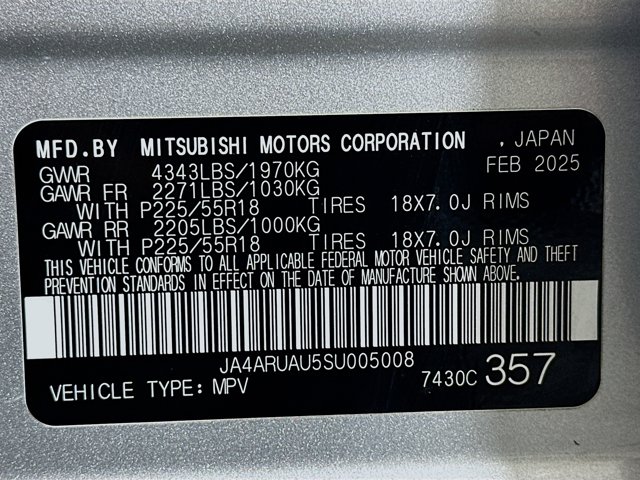 MFD.BY MITSUBISHI MOTORS CORPORATION , JAPAN
GVWR 4343LBS/1970KG FEB 2025
GAWR FR 2271LBS/1030KG
WITH P225/55R18 TIRES 18X7.0J RIMS
GAWR RR 2205LBS/1000KG
WITH P225/55R18 TIRES 18X7.0J RIMS
THIS VEHICLE CONFORMS TO ALL APPLICABLE FEDERAL MOTOR VEHICLE SAFETY AND THEFT
PREVENTION STANDARDS IN EFFECT ON THE DATE OF MANUFACTURE SHOWN ABOVE.
JA4ARUAU5SU005008
VEHICLE TYPE: MPV 7430C 357